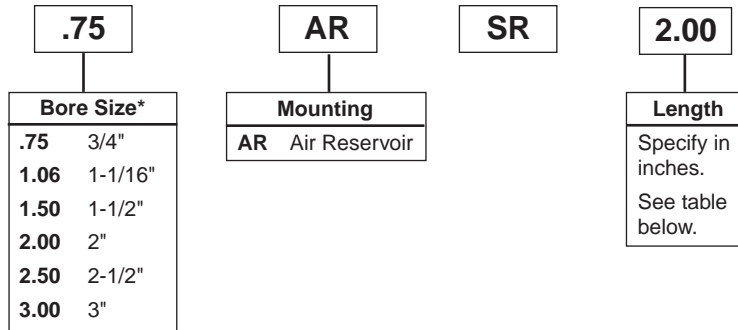 .75 AR SR 2.00
Bore Size*
.75 3/4"
1.06 1-1/16"
1.50 1-1/2"
2.00 2"
2.50 2-1/2"
3.00 3"
Mounting
AR Air Reservoir
Length
Specify in
inches.
See table
below.